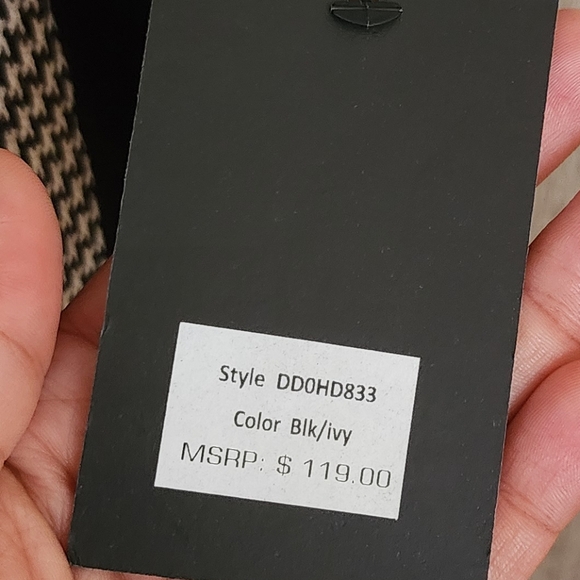 Style DD0HD833
Color Blk/ivy
MSRP: $ 119.00